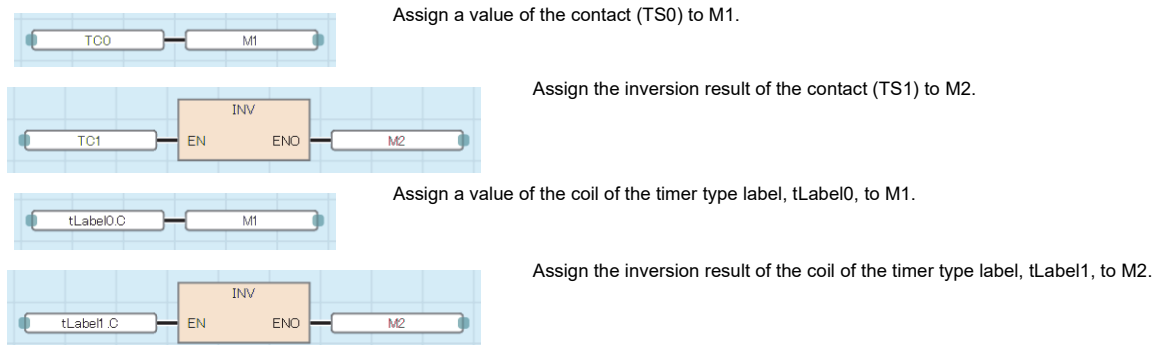 Assign a value of the contact (TS0) to M1.
TC0 M1
Assign the inversion result of the contact (TS1) to M2.
INV
TC1 EN ENO M2
Assign a value of the coil of the timer type label, tLabel0, to M1.
tLabel0.C M1
Assign the inversion result of the coil of the timer type label, tLabel1, to M2.
INV
tLabel1.C EN ENO M2